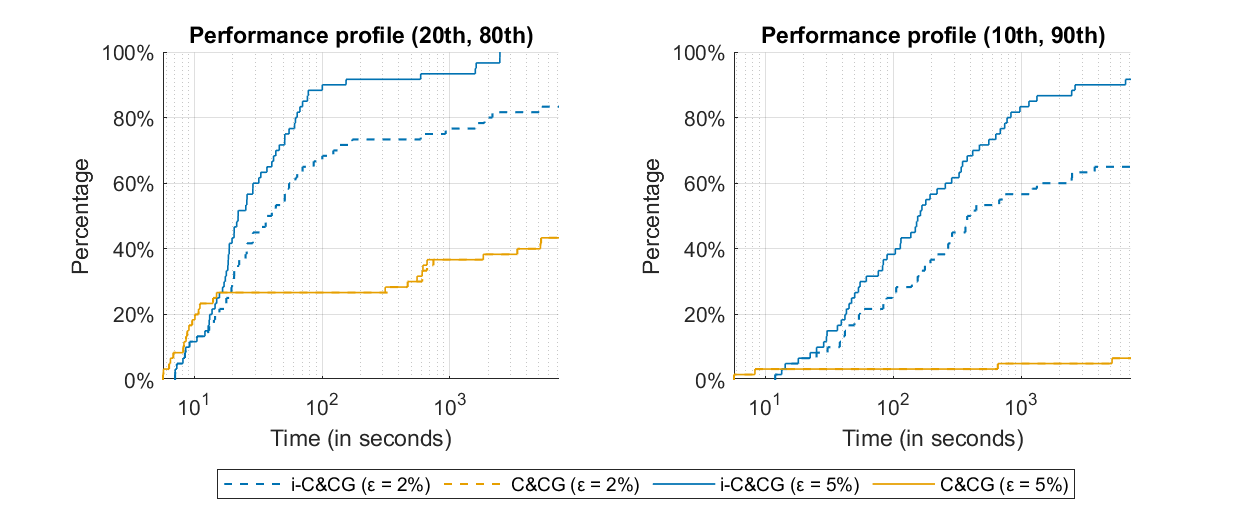 Performance profile (20th, 80th)
100%
80%
60%
40%
20%
0%
Percentage
10^1
10^2
10^3
Time (in seconds)
Performance profile (10th, 90th)
100%
80%
60%
40%
20%
0%
Percentage
10^1
10^2
10^3
Time (in seconds)
i-C&CG (ε = 2%) C&CG (ε = 2%) i-C&CG (ε = 5%) C&CG (ε = 5%)